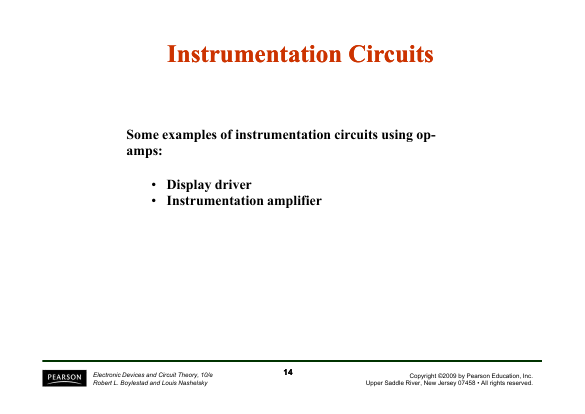 Instrumentation Circuits
Some examples of instrumentation circuits using op-
amps:
• Display driver
• Instrumentation amplifier
PEARSON
Electronic Devices and Circuit Theory, 10/e
Robert L. Boylestad and Louis Nashelsky
14
Copyright ©2009 by Pearson Education, Inc.
Upper Saddle River, New Jersey 07458 • All rights reserved.